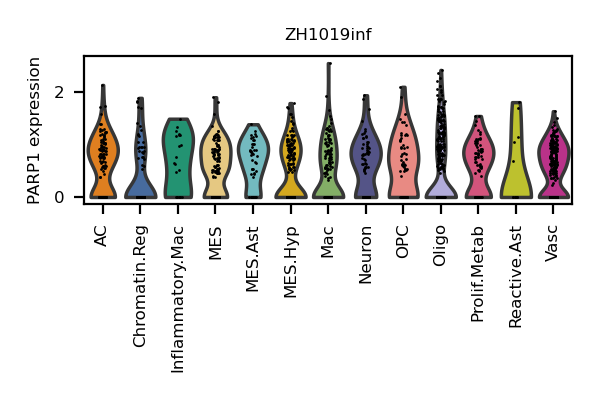 ZH1019inf
PARP1 expression
2
0
AC
Chromatin.Reg
Inflammatory.Mac
MES
MES.Ast
MES.Hyp
Mac
Neuron
OPC
Oligo
Prolif.Metab
Reactive.Ast
Vasc